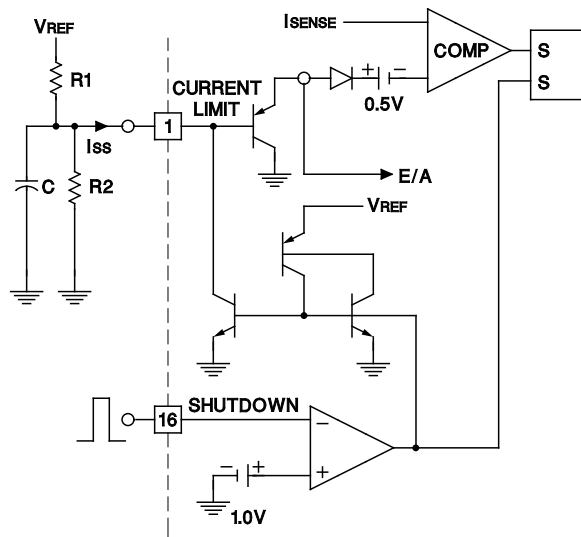 ISENSE
VREF
COMP
S
S
R1
CURRENT
LIMIT
+ −
0.5V
1
ISS
E/A
C
R2
VREF
16
SHUTDOWN
−
+
− +
1.0V